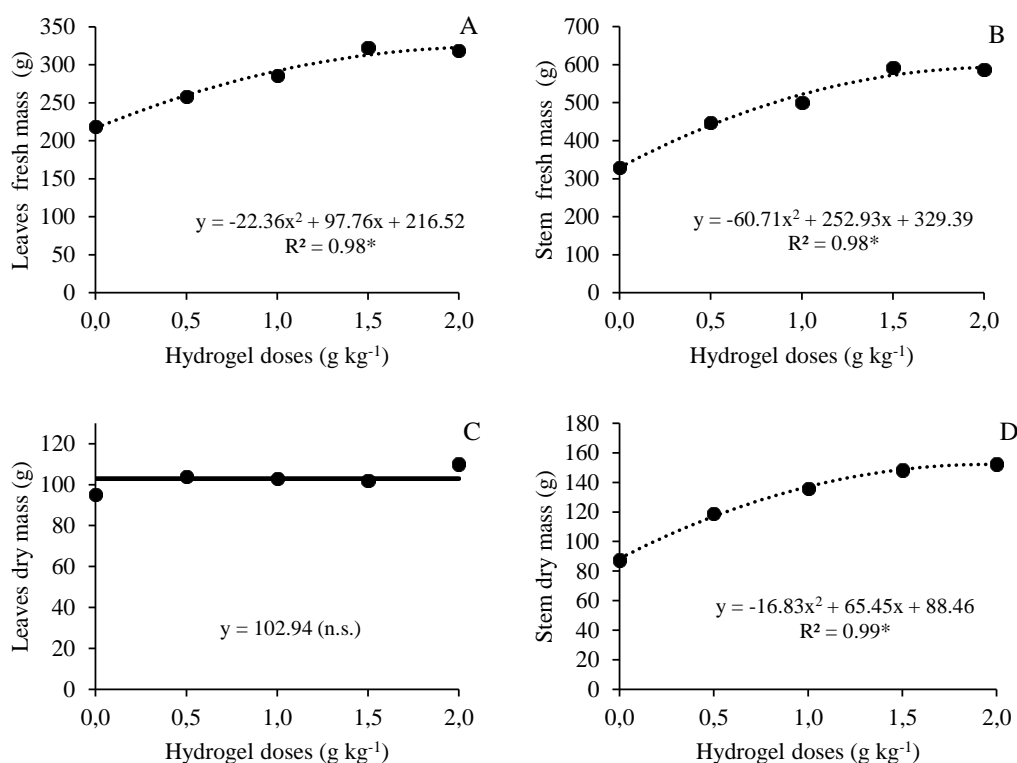 A
Leaves fresh mass (g)
350
300
250
200
150
100
50
0
y = -22.36x² + 97.76x + 216.52
R² = 0.98*
0,0 0,5 1,0 1,5 2,0
Hydrogel doses (g kg⁻¹)
B
Stem fresh mass (g)
700
600
500
400
300
200
100
0
y = -60.71x² + 252.93x + 329.39
R² = 0.98*
0,0 0,5 1,0 1,5 2,0
Hydrogel doses (g kg⁻¹)
C
Leaves dry mass (g)
120
100
80
60
40
20
0
y = 102.94 (n.s.)
0,0 0,5 1,0 1,5 2,0
Hydrogel doses (g kg⁻¹)
D
Stem dry mass (g)
180
160
140
120
100
80
60
40
20
0
y = -16.83x² + 65.45x + 88.46
R² = 0.99*
0,0 0,5 1,0 1,5 2,0
Hydrogel doses (g kg⁻¹)